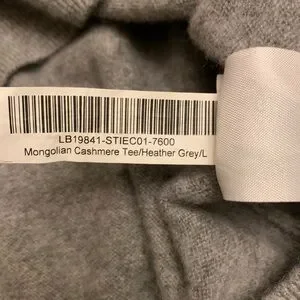 LB19841-STIEC01-7600
Mongolian Cashmere Tee/Heather Grey/L